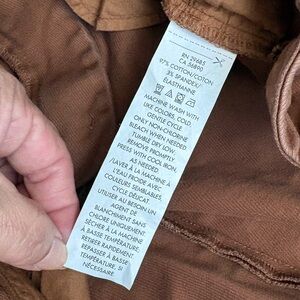 RN 29685
CA 36890
97% COTTON/COTON
3% SPANDEX/
ÉLASTHANNE
MACHINE WASH WITH
LIKE COLORS, COLD,
GENTLE CYCLE.
ONLY NON-CHLORINE
BLEACH WHEN NEEDED
TUMBLE DRY LOW.
REMOVE PROMPTLY.
PRESS WITH COOL IRON,
AS NEEDED.
/LAVER À LA MACHINE À
L'EAU FROIDE AVEC
COULEURS SEMBLABLES,
CYCLE DÉLICAT.
UTILISER AU BESOIN UN
AGENT DE
BLANCHIMENT SANS
CHLORE UNIQUEMENT
SÉCHER À LA MACHINE
À BASSE TEMPÉRATURE.
RETIRER RAPIDEMENT.
REPASSER À BASSE
TEMPÉRATURE, SI
NÉCESSAIRE.